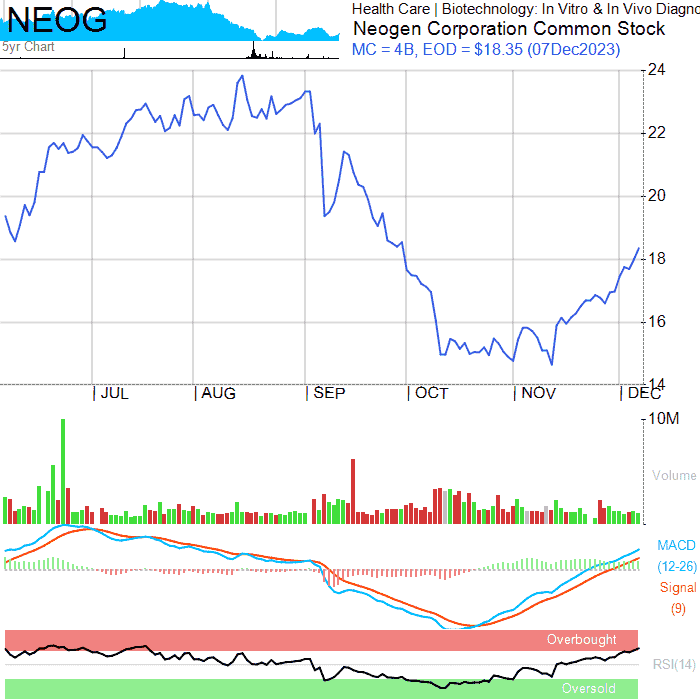 NEOG
5yr Chart
Health Care | Biotechnology: In Vitro & In Vivo Diagno
Neogen Corporation Common Stock
MC = 4B, EOD = $18.35 (07Dec2023)
24
22
20
18
16
14
JUL AUG SEP OCT NOV DEC
10M
Volume
MACD
(12-26)
Signal
(9)
Overbought
RSI(14)
Oversold